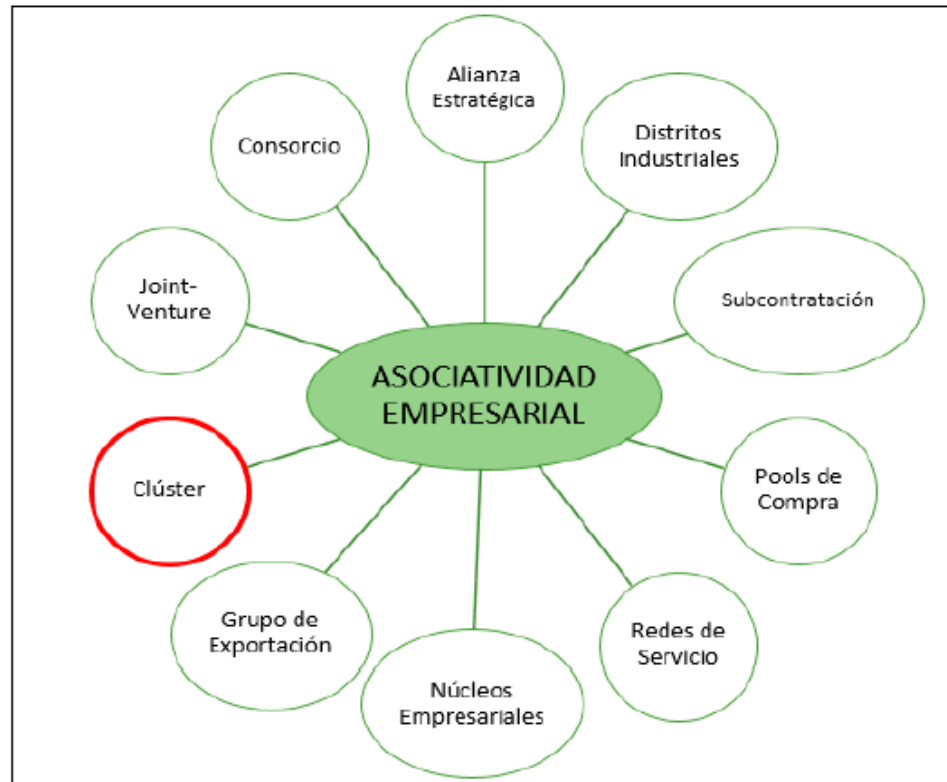 Alianza
Estratégica
Distritos
Industriales
Consorcio
Joint-
Venture
Subcontratación
ASOCIATIVIDAD
EMPRESARIAL
Clúster
Pools de
Compra
Grupo de
Exportación
Redes de
Servicio
Núcleos
Empresariales